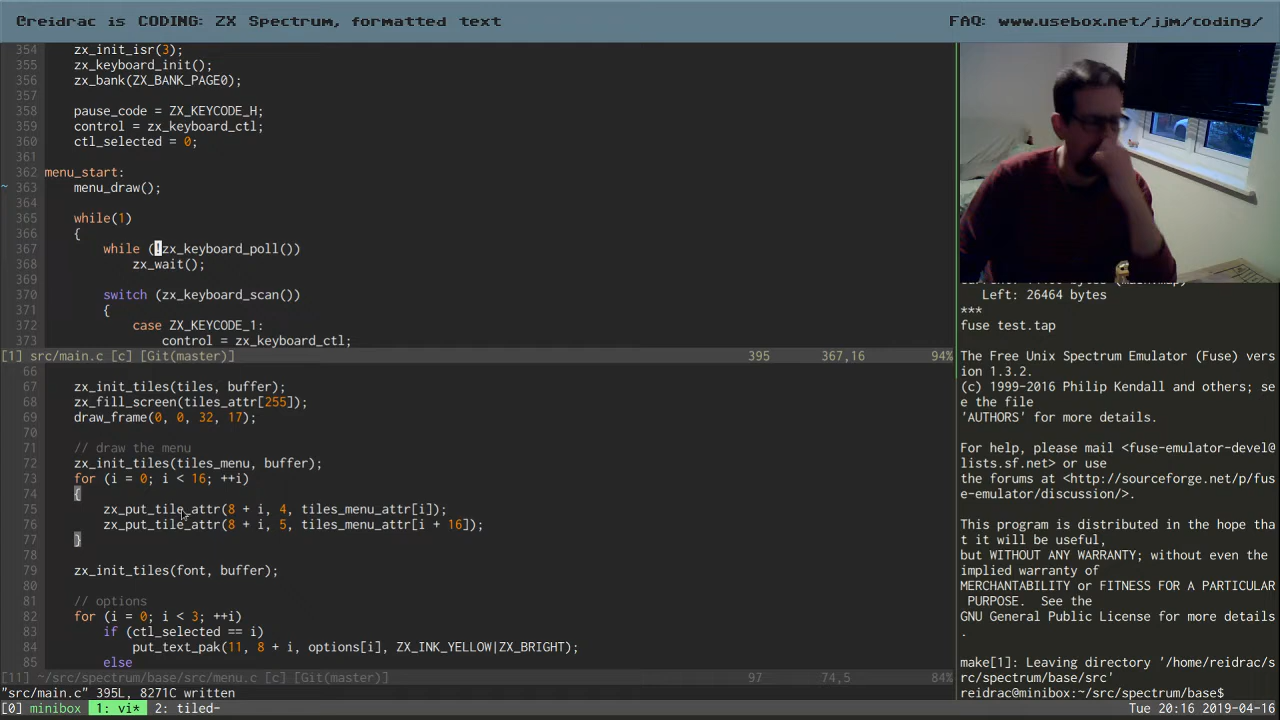 @reidrac is CODING: ZX Spectrum, formatted text
FAQ: www.usebox.net/jjm/coding/
354 zx_init_isr(3);
355 zx_keyboard_init();
356 zx_bank(ZX_BANK_PAGE0);
357
358 pause_code = ZX_KEYCODE_H;
359 control = zx_keyboard_ctl;
360 ctl_selected = 0;
361
362 menu_start:
~ 363 menu_draw();
364
365 while(1)
366 {
367 while (!zx_keyboard_poll())
368 zx_wait();
369
370 switch (zx_keyboard_scan())
371 {
372 case ZX_KEYCODE_1:
373 control = zx_keyboard_ctl;
[1] src/main.c [c] [Git(master)] 395 367,16 94%
66
67 zx_init_tiles(tiles, buffer);
68 zx_fill_screen(tiles_attr[255]);
69 draw_frame(0, 0, 32, 17);
70
71 // draw the menu
72 zx_init_tiles(tiles_menu, buffer);
73 for (i = 0; i < 16; ++i)
74 {
75 zx_put_tile_attr(8 + i, 4, tiles_menu_attr[i]);
76 zx_put_tile_attr(8 + i, 5, tiles_menu_attr[i + 16]);
77 }
78
79 zx_init_tiles(font, buffer);
80
81 // options
82 for (i = 0; i < 3; ++i)
83 if (ctl_selected == i)
84 put_text_pak(11, 8 + i, options[i], ZX_INK_YELLOW|ZX_BRIGHT);
85 else
[11] ~/src/spectrum/base/src/menu.c [c] [Git(master)] 97 74,5 84%
"src/main.c" 395L, 8271C written
Left: 26464 bytes
***
fuse test.tap
The Free Unix Spectrum Emulator (Fuse) vers
ion 1.3.2.
(c) 1999-2016 Philip Kendall and others; se
e the file
'AUTHORS' for more details.
For help, please mail <fuse-emulator-devel@
lists.sf.net> or use
the forums at <http://sourceforge.net/p/fus
e-emulator/discussion/>.
This program is distributed in the hope tha
t it will be useful,
but WITHOUT ANY WARRANTY; without even the
implied warranty of
MERCHANTABILITY or FITNESS FOR A PARTICULAR
PURPOSE.  See the
GNU General Public License for more details
.
make[1]: Leaving directory '/home/reidrac/s
rc/spectrum/base/src'
reidrac@minibox:~/src/spectrum/base$
[0] minibox 1: vi* 2: tiled- Tue 20:16 2019-04-16